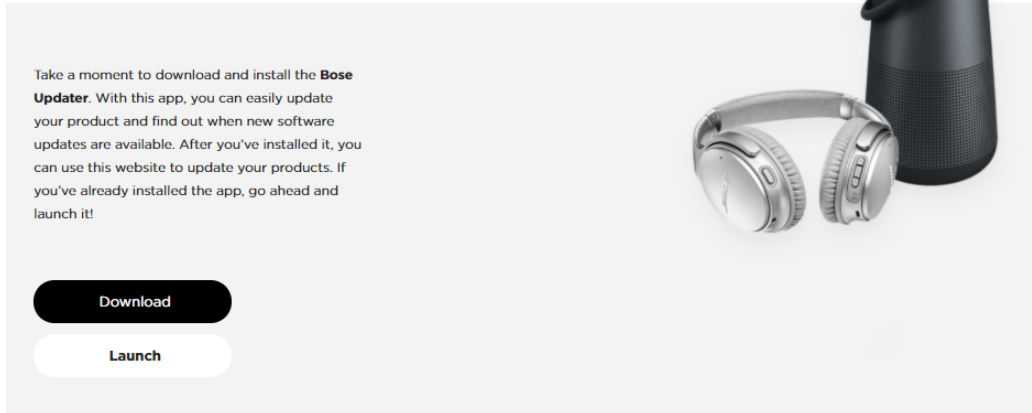 Take a moment to download and install the Bose
Updater. With this app, you can easily update
your product and find out when new software
updates are available. After you've installed it, you
can use this website to update your products. If
you've already installed the app, go ahead and
launch it!
Download
Launch